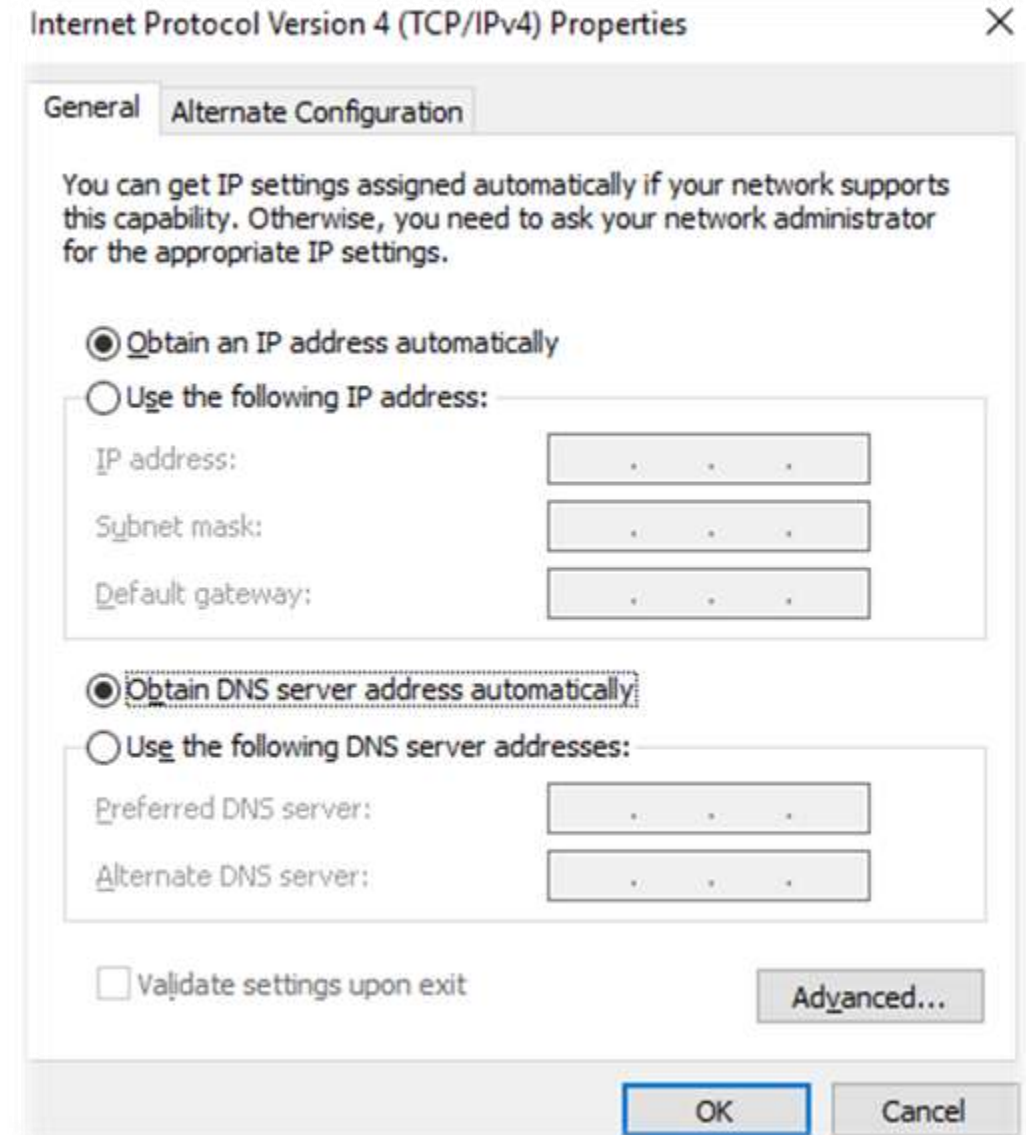 Internet Protocol Version 4 (TCP/IPv4) Properties
General
Alternate Configuration
You can get IP settings assigned automatically if your network supports
this capability. Otherwise, you need to ask your network administrator
for the appropriate IP settings.
Obtain an IP address automatically
Use the following IP address:
IP address:
Subnet mask:
Default gateway:
Obtain DNS server address automatically
Use the following DNS server addresses:
Preferred DNS server:
Alternate DNS server:
Validate settings upon exit
Advanced...
OK
Cancel